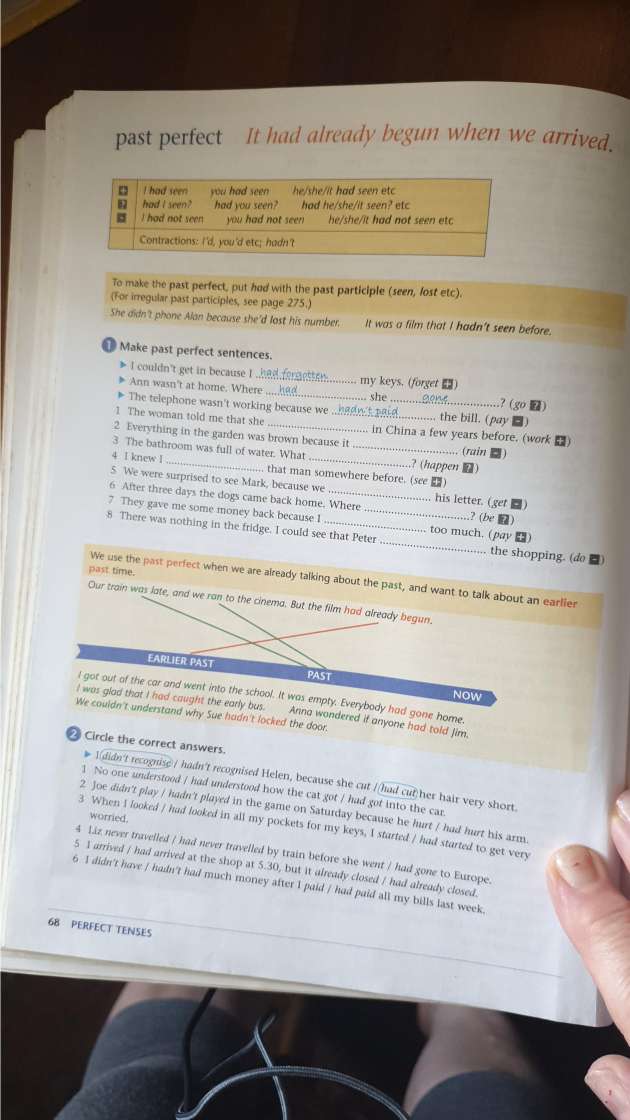 past perfect It had already begun when we arrived.
+ I had seen you had seen he/she/it had seen etc
? had I seen? had you seen? had he/she/it seen? etc
- I had not seen you had not seen he/she/it had not seen etc
Contractions: I'd, you'd etc; hadn't
To make the past perfect, put had with the past participle (seen, lost etc).
(For irregular past participles, see page 275.)
She didn't phone Alan because she'd lost his number. It was a film that I hadn't seen before.
1 Make past perfect sentences.
▶ I couldn't get in because I ..had forgotten.......... my keys. (forget +)
▶ Ann wasn't at home. Where ....had.................... she ..........gone................? (go ?)
▶ The telephone wasn't working because we ..hadn't paid............ the bill. (pay -)
1 The woman told me that she ................................ in China a few years before. (work +)
2 Everything in the garden was brown because it ................................ (rain -)
3 The bathroom was full of water. What ................................? (happen ?)
4 I knew I ................................ that man somewhere before. (see +)
5 We were surprised to see Mark, because we ................................ his letter. (get -)
6 After three days the dogs came back home. Where ................................? (be ?)
7 They gave me some money back because I ................................ too much. (pay +)
8 There was nothing in the fridge. I could see that Peter ................................ the shopping. (do -)
We use the past perfect when we are already talking about the past, and want to talk about an earlier
past time.
Our train was late, and we ran to the cinema. But the film had already begun.
EARLIER PAST PAST NOW
I got out of the car and went into the school. It was empty. Everybody had gone home.
I was glad that I had caught the early bus. Anna wondered if anyone had told Jim.
We couldn't understand why Sue hadn't locked the door.
2 Circle the correct answers.
▶ I didn't recognise / hadn't recognised Helen, because she cut / had cut her hair very short.
1 No one understood / had understood how the cat got / had got into the car.
2 Joe didn't play / hadn't played in the game on Saturday because he hurt / had hurt his arm.
3 When I looked / had looked in all my pockets for my keys, I started / had started to get very
worried.
4 Liz never travelled / had never travelled by train before she went / had gone to Europe.
5 I arrived / had arrived at the shop at 5.30, but it already closed / had already closed.
6 I didn't have / hadn't had much money after I paid / had paid all my bills last week.
68 PERFECT TENSES